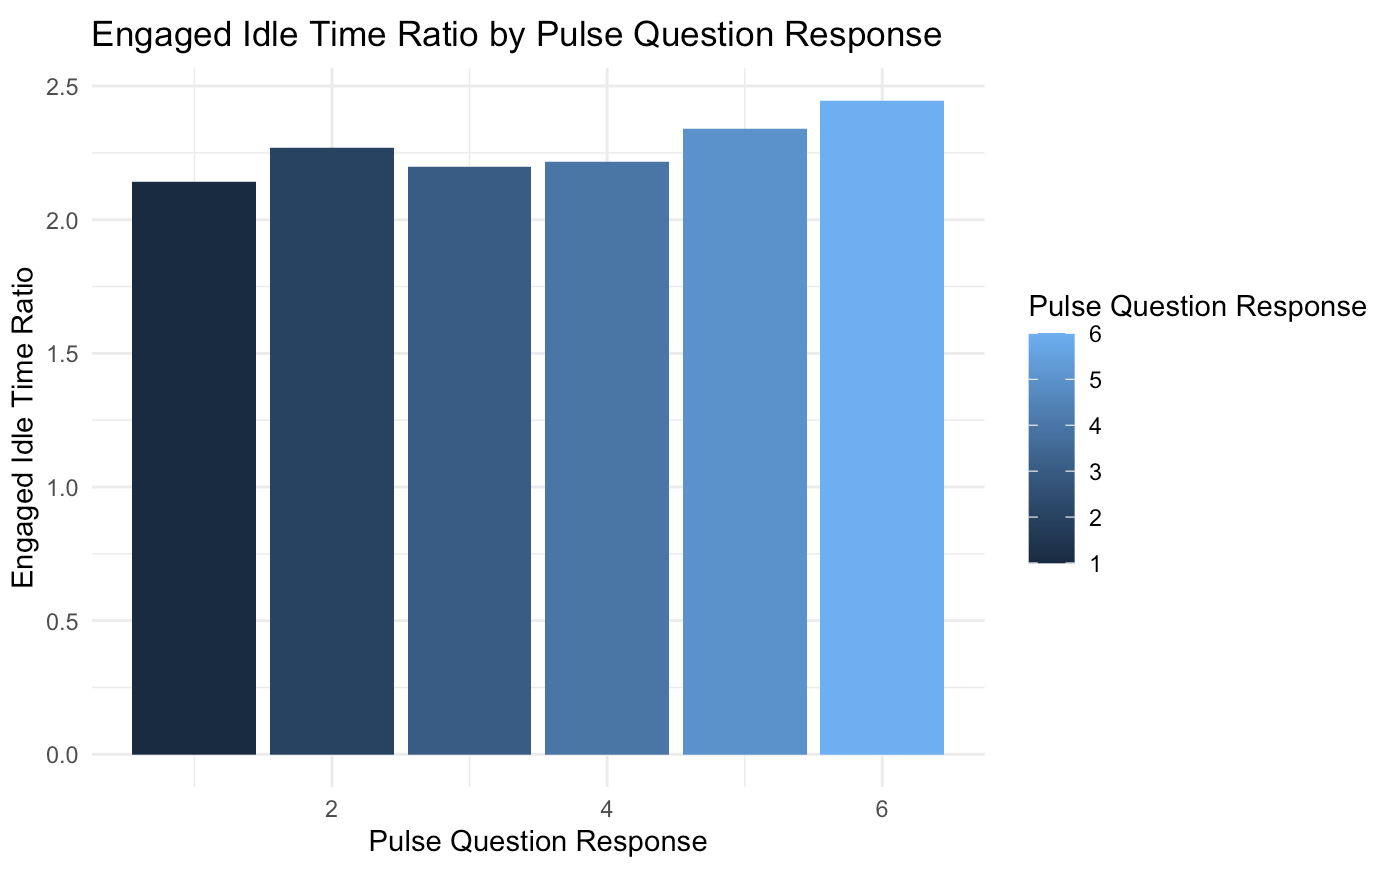 Engaged Idle Time Ratio by Pulse Question Response
2.5
2.0
1.5
1.0
0.5
0.0
Engaged Idle Time Ratio
2 4 6
Pulse Question Response
Pulse Question Response
6
5
4
3
2
1